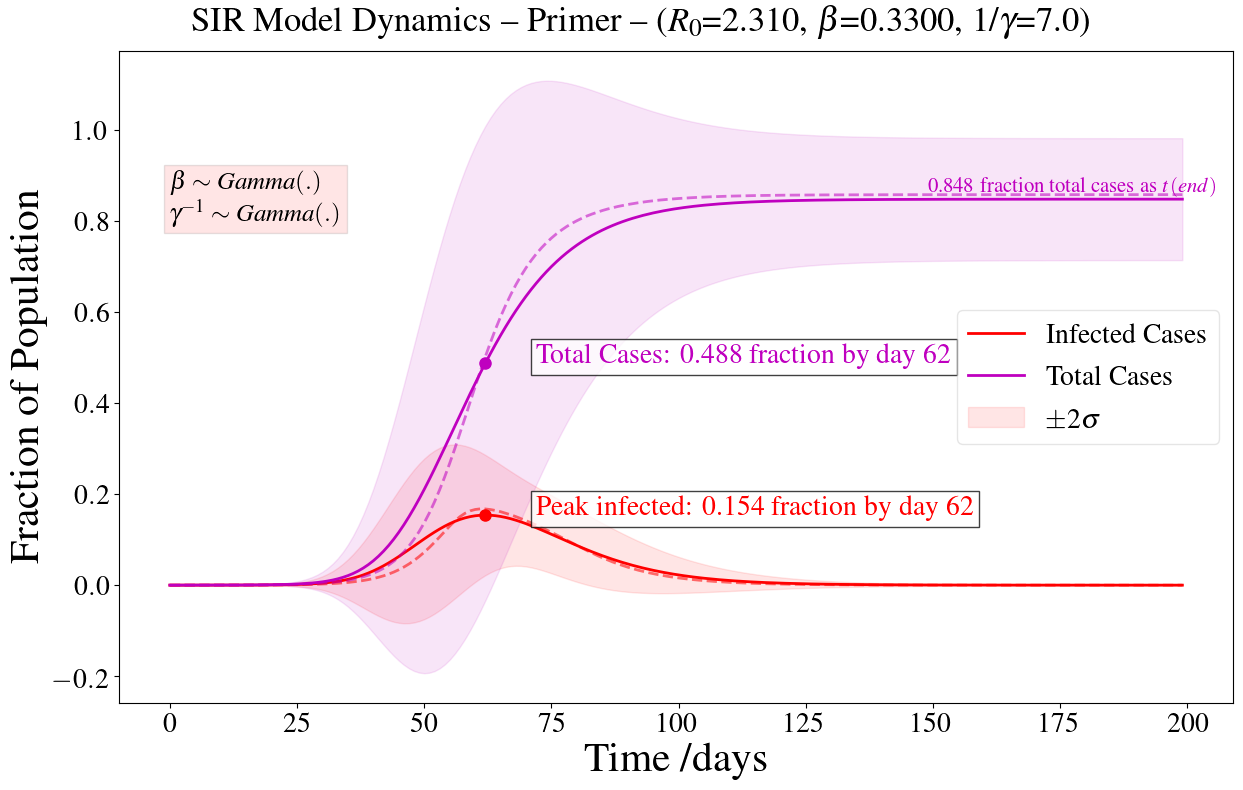 SIR Model Dynamics – Primer – (R₀=2.310, β=0.3300, 1/γ=7.0)
Fraction of Population
1.0
0.8
0.6
0.4
0.2
0.0
−0.2
β ~ Gamma(.)
γ⁻¹ ~ Gamma(.)
0.848 fraction total cases as t(end)
Total Cases: 0.488 fraction by day 62
Peak infected: 0.154 fraction by day 62
Infected Cases
Total Cases
±2σ
0 25 50 75 100 125 150 175 200
Time /days